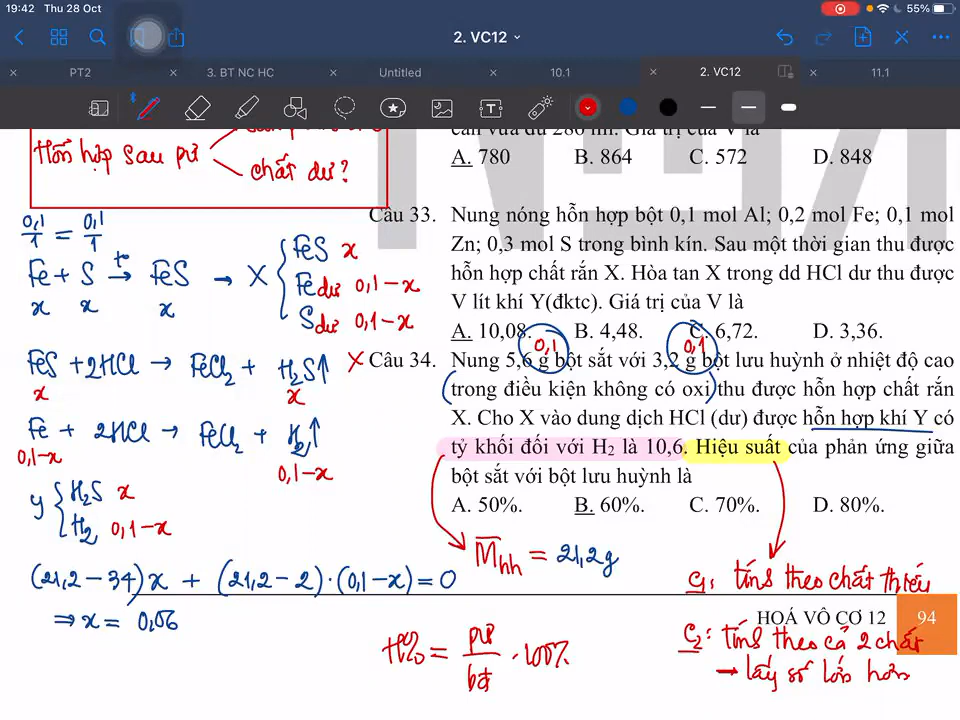 19:42 Thu 28 Oct
55%
2. VC12
PT2
3. BT NC HC
Untitled
10.1
2. VC12
11.1
Hỗn hợp sau pư
chất dư?
A. 780 B. 864 C. 572 D. 848
Câu 33. Nung nóng hỗn hợp bột 0,1 mol Al; 0,2 mol Fe; 0,1 mol
Zn; 0,3 mol S trong bình kín. Sau một thời gian thu được
hỗn hợp chất rắn X. Hòa tan X trong dd HCl dư thu được
V lít khí Y(đktc). Giá trị của V là
A. 10,08. B. 4,48. C. 6,72. D. 3,36.
0,1 0,1
Câu 34. Nung 5,6 g bột sắt với 3,2 g bột lưu huỳnh ở nhiệt độ cao
(trong điều kiện không có oxi) thu được hỗn hợp chất rắn
X. Cho X vào dung dịch HCl (dư) được hỗn hợp khí Y có
tỷ khối đối với H₂ là 10,6. Hiệu suất của phản ứng giữa
bột sắt với bột lưu huỳnh là
A. 50%. B. 60%. C. 70%. D. 80%.
0,1/1 = 0,1/1
Fe + S →t° FeS → X { FeS x
x x x
Fe dư 0,1-x
S dư 0,1-x
FeS + 2HCl → FeCl₂ + H₂S↑ X
x x
Fe + 2HCl → FeCl₂ + H₂↑
0,1-x 0,1-x
Y { H₂S x
H₂ 0,1-x
(21,2-34)x + (21,2-2)·(0,1-x) = 0
⇒ x = 0,06
M̅hh = 21,2g
H% = pư/bđ · 100%
C1: tính theo chất thiếu
HOÁ VÔ CƠ 12 94
C2: tính theo cả 2 chất
→ lấy số lớn hơn